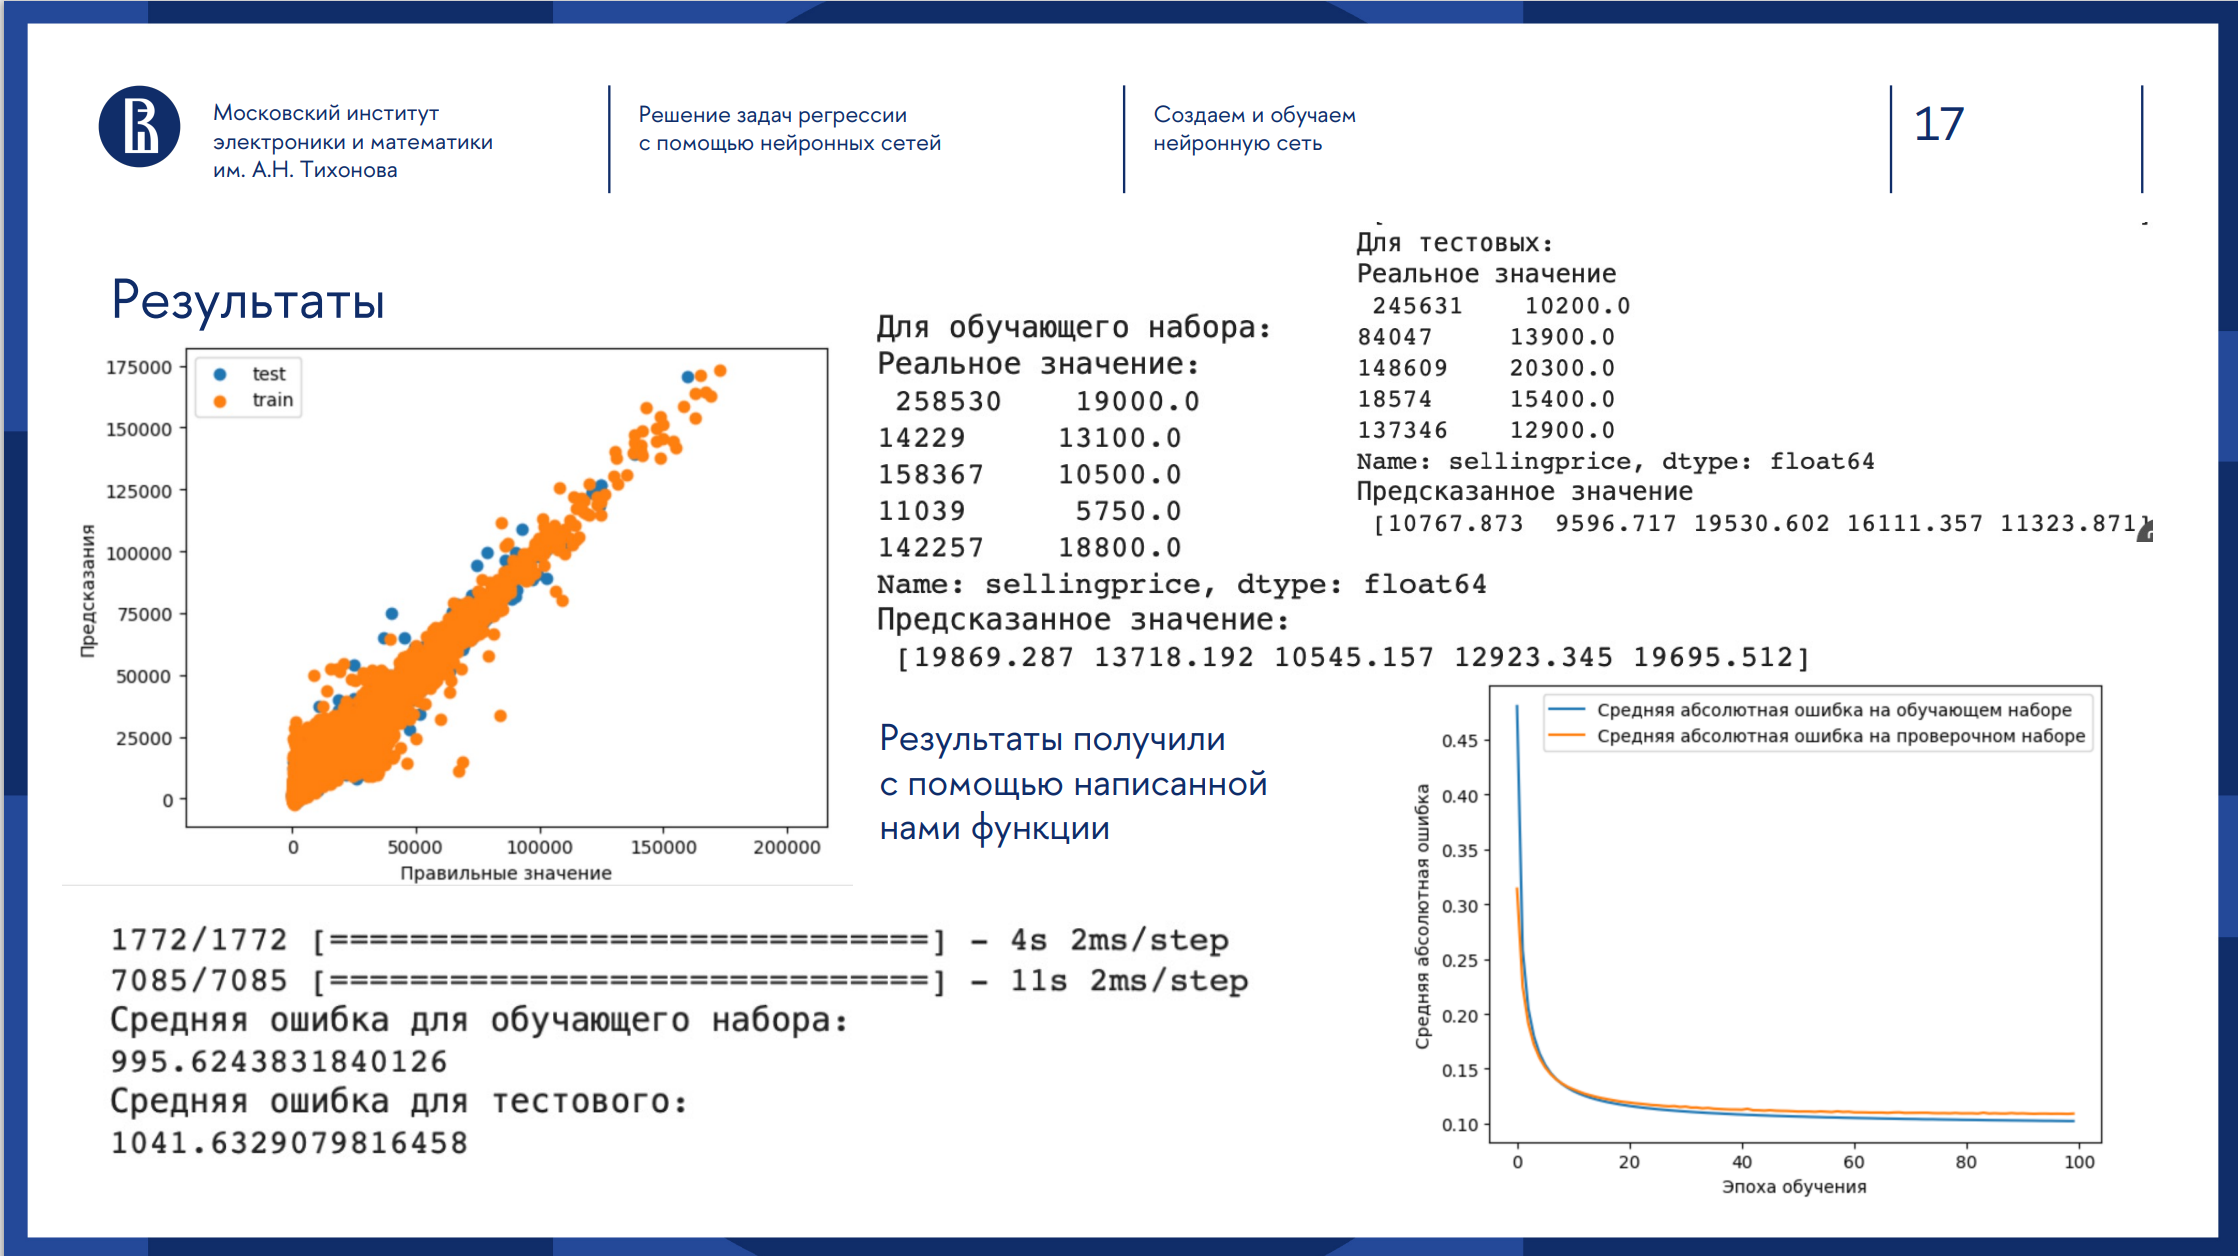 Московский институт
электроники и математики
им. А.Н. Тихонова
Решение задач регрессии
с помощью нейронных сетей
Создаем и обучаем
нейронную сеть
17
Результаты
test
train
175000
150000
125000
100000
75000
50000
25000
0
Предсказания
0 50000 100000 150000 200000
Правильные значение
Для обучающего набора:
Реальное значение:
258530 19000.0
14229 13100.0
158367 10500.0
11039 5750.0
142257 18800.0
Name: sellingprice, dtype: float64
Предсказанное значение:
[19869.287 13718.192 10545.157 12923.345 19695.512]
Для тестовых:
Реальное значение
245631 10200.0
84047 13900.0
148609 20300.0
18574 15400.0
137346 12900.0
Name: sellingprice, dtype: float64
Предсказанное значение
[10767.873 9596.717 19530.602 16111.357 11323.871]
Результаты получили
с помощью написанной
нами функции
Средняя абсолютная ошибка на обучающем наборе
Средняя абсолютная ошибка на проверочном наборе
0.45
0.40
0.35
0.30
0.25
0.20
0.15
0.10
Средняя абсолютная ошибка
0 20 40 60 80 100
Эпоха обучения
1772/1772 [==============================] - 4s 2ms/step
7085/7085 [==============================] - 11s 2ms/step
Средняя ошибка для обучающего набора:
995.6243831840126
Средняя ошибка для тестового:
1041.6329079816458